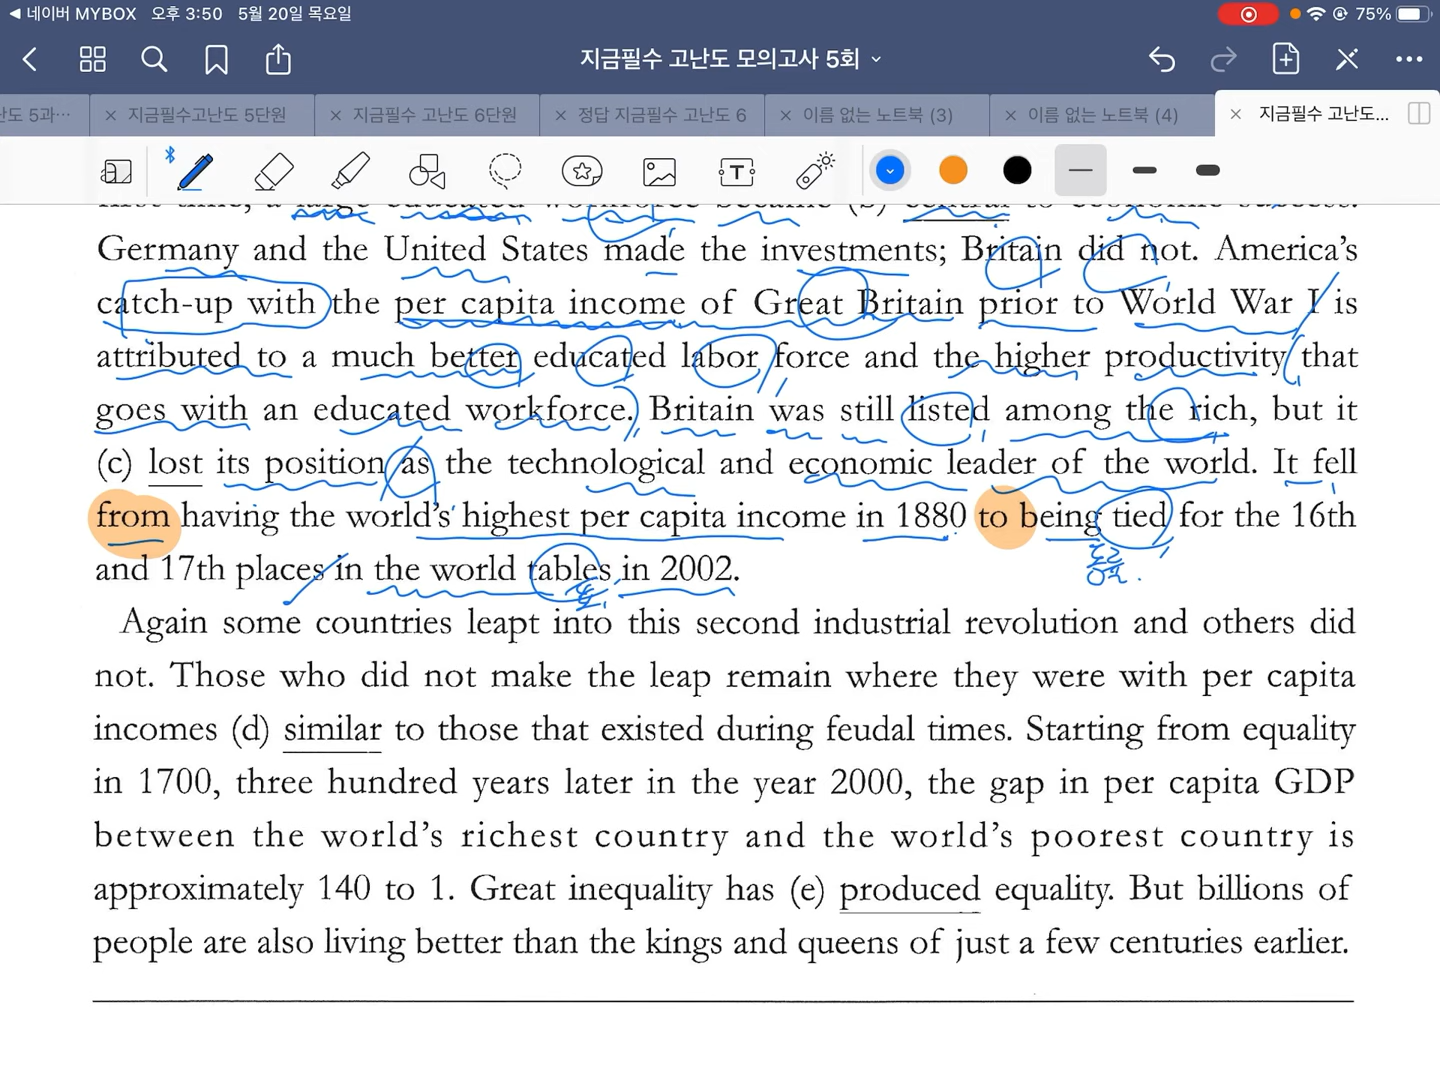 네이버 MYBOX 오후 3:50 5월 20일 목요일 75%
지금필수 고난도 모의고사 5회
난도 5과… 지금필수고난도 5단원 지금필수 고난도 6단원 정답 지금필수 고난도 6 이름 없는 노트북 (3) 이름 없는 노트북 (4) 지금필수 고난도...
first time, a large educated workforce became (b) central to economic success.
Germany and the United States made the investments; Britain did not. America's
catch-up with the per capita income of Great Britain prior to World War I is
attributed to a much better educated labor force and the higher productivity that
goes with an educated workforce. Britain was still listed among the rich, but it
(c) lost its position as the technological and economic leader of the world. It fell
from having the world's highest per capita income in 1880 to being tied for the 16th
and 17th places in the world tables in 2002.
Again some countries leapt into this second industrial revolution and others did
not. Those who did not make the leap remain where they were with per capita
incomes (d) similar to those that existed during feudal times. Starting from equality
in 1700, three hundred years later in the year 2000, the gap in per capita GDP
between the world's richest country and the world's poorest country is
approximately 140 to 1. Great inequality has (e) produced equality. But billions of
people are also living better than the kings and queens of just a few centuries earlier.